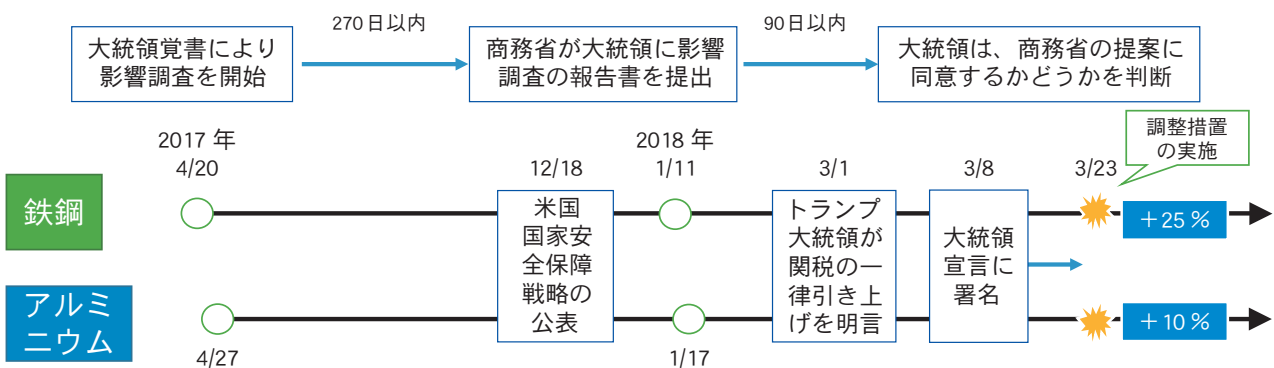 270日以内
90日以内
大統領覚書により
影響調査を開始
商務省が大統領に影響
調査の報告書を提出
大統領は、商務省の提案に
同意するかどうかを判断
調整措置
の実施
2017 年
4/20
12/18
2018 年
1/11
3/1
3/8
3/23
鉄鋼
米国
国家安
全保障
戦略の
公表
トランプ
大統領が
関税の一
律引き上
げを明言
大統領
宣言に
署名
+25 %
アルミ
ニウム
+10 %
4/27
1/17